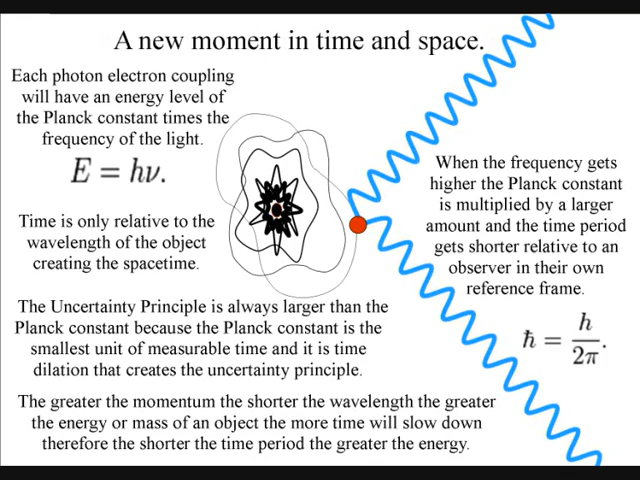 A new moment in time and space.
Each photon electron coupling
will have an energy level of
the Planck constant times the
frequency of the light.
E = hν.
Time is only relative to the
wavelength of the object
creating the spacetime.
When the frequency gets
higher the Planck constant
is multiplied by a larger
amount and the time period
gets shorter relative to an
observer in their own
reference frame.
ħ = h/2π.
The Uncertainty Principle is always larger than the
Planck constant because the Planck constant is the
smallest unit of measurable time and it is time
dilation that creates the uncertainty principle.
The greater the momentum the shorter the wavelength the greater
the energy or mass of an object the more time will slow down
therefore the shorter the time period the greater the energy.